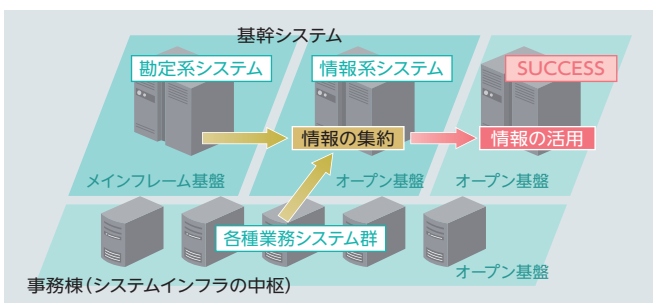 基幹システム
勘定系システム
情報系システム
SUCCESS
情報の集約
情報の活用
メインフレーム基盤
オープン基盤
オープン基盤
各種業務システム群
オープン基盤
事務棟(システムインフラの中枢)